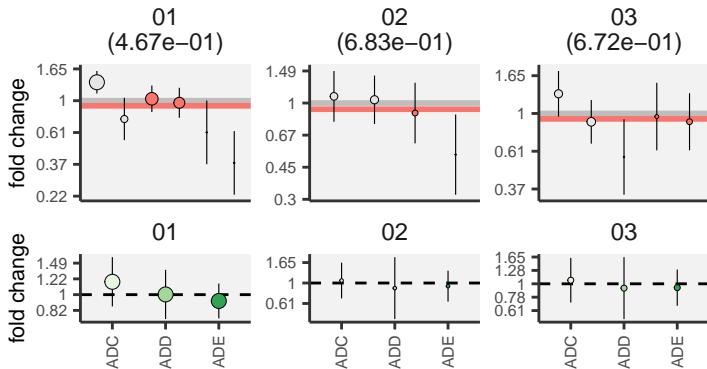 01
(4.67e−01)
02
(6.83e−01)
03
(6.72e−01)
fold change
1.65
1
0.61
0.37
0.22
1.49
1
0.67
0.45
0.3
1.65
1
0.61
0.37
01
02
03
fold change
1.49
1.22
1
0.82
1.65
1
0.61
1.65
1.28
1
0.78
0.61
ADC
ADD
ADE
ADC
ADD
ADE
ADC
ADD
ADE